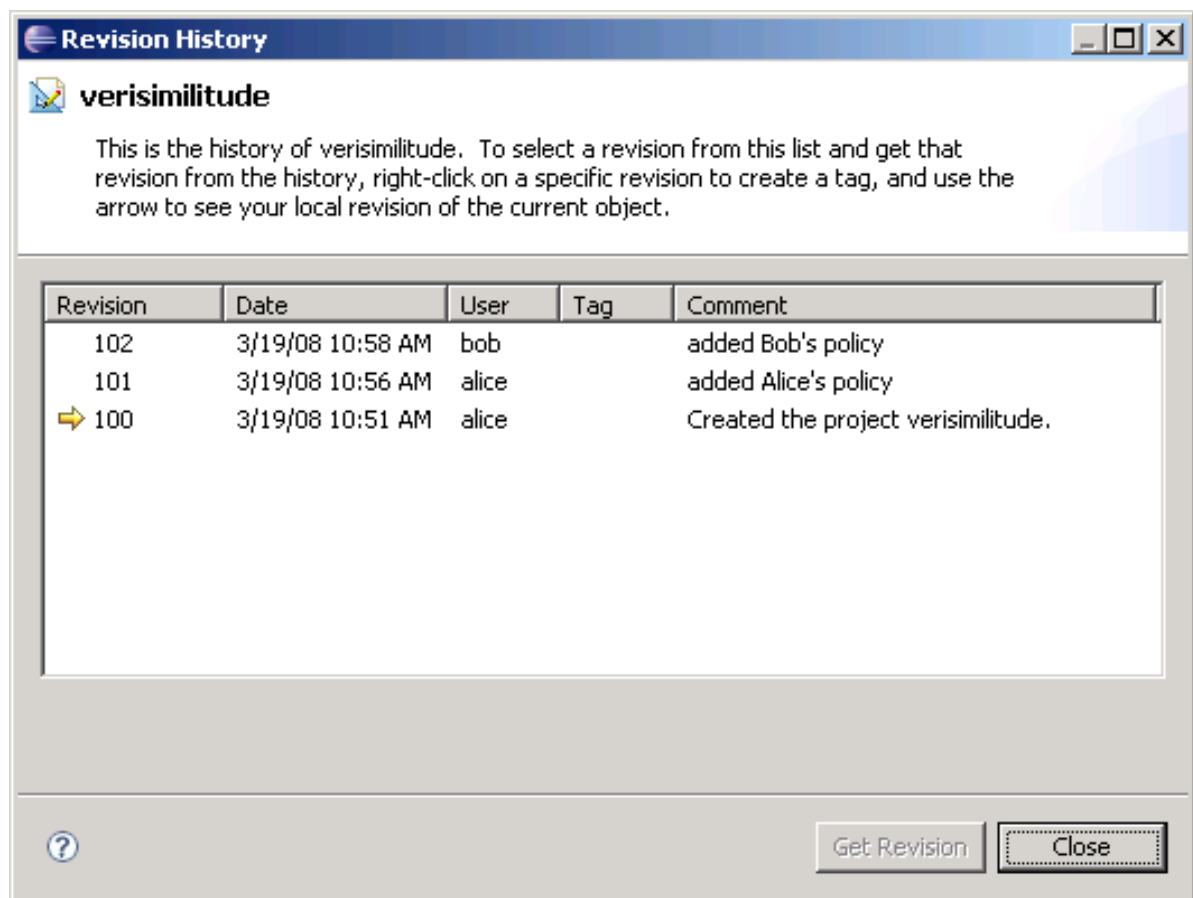 Revision History
verisimilitude
This is the history of verisimilitude.  To select a revision from this list and get that
revision from the history, right-click on a specific revision to create a tag, and use the
arrow to see your local revision of the current object.
Revision Date User Tag Comment
102 3/19/08 10:58 AM bob added Bob's policy
101 3/19/08 10:56 AM alice added Alice's policy
100 3/19/08 10:51 AM alice Created the project verisimilitude.
? Get Revision Close